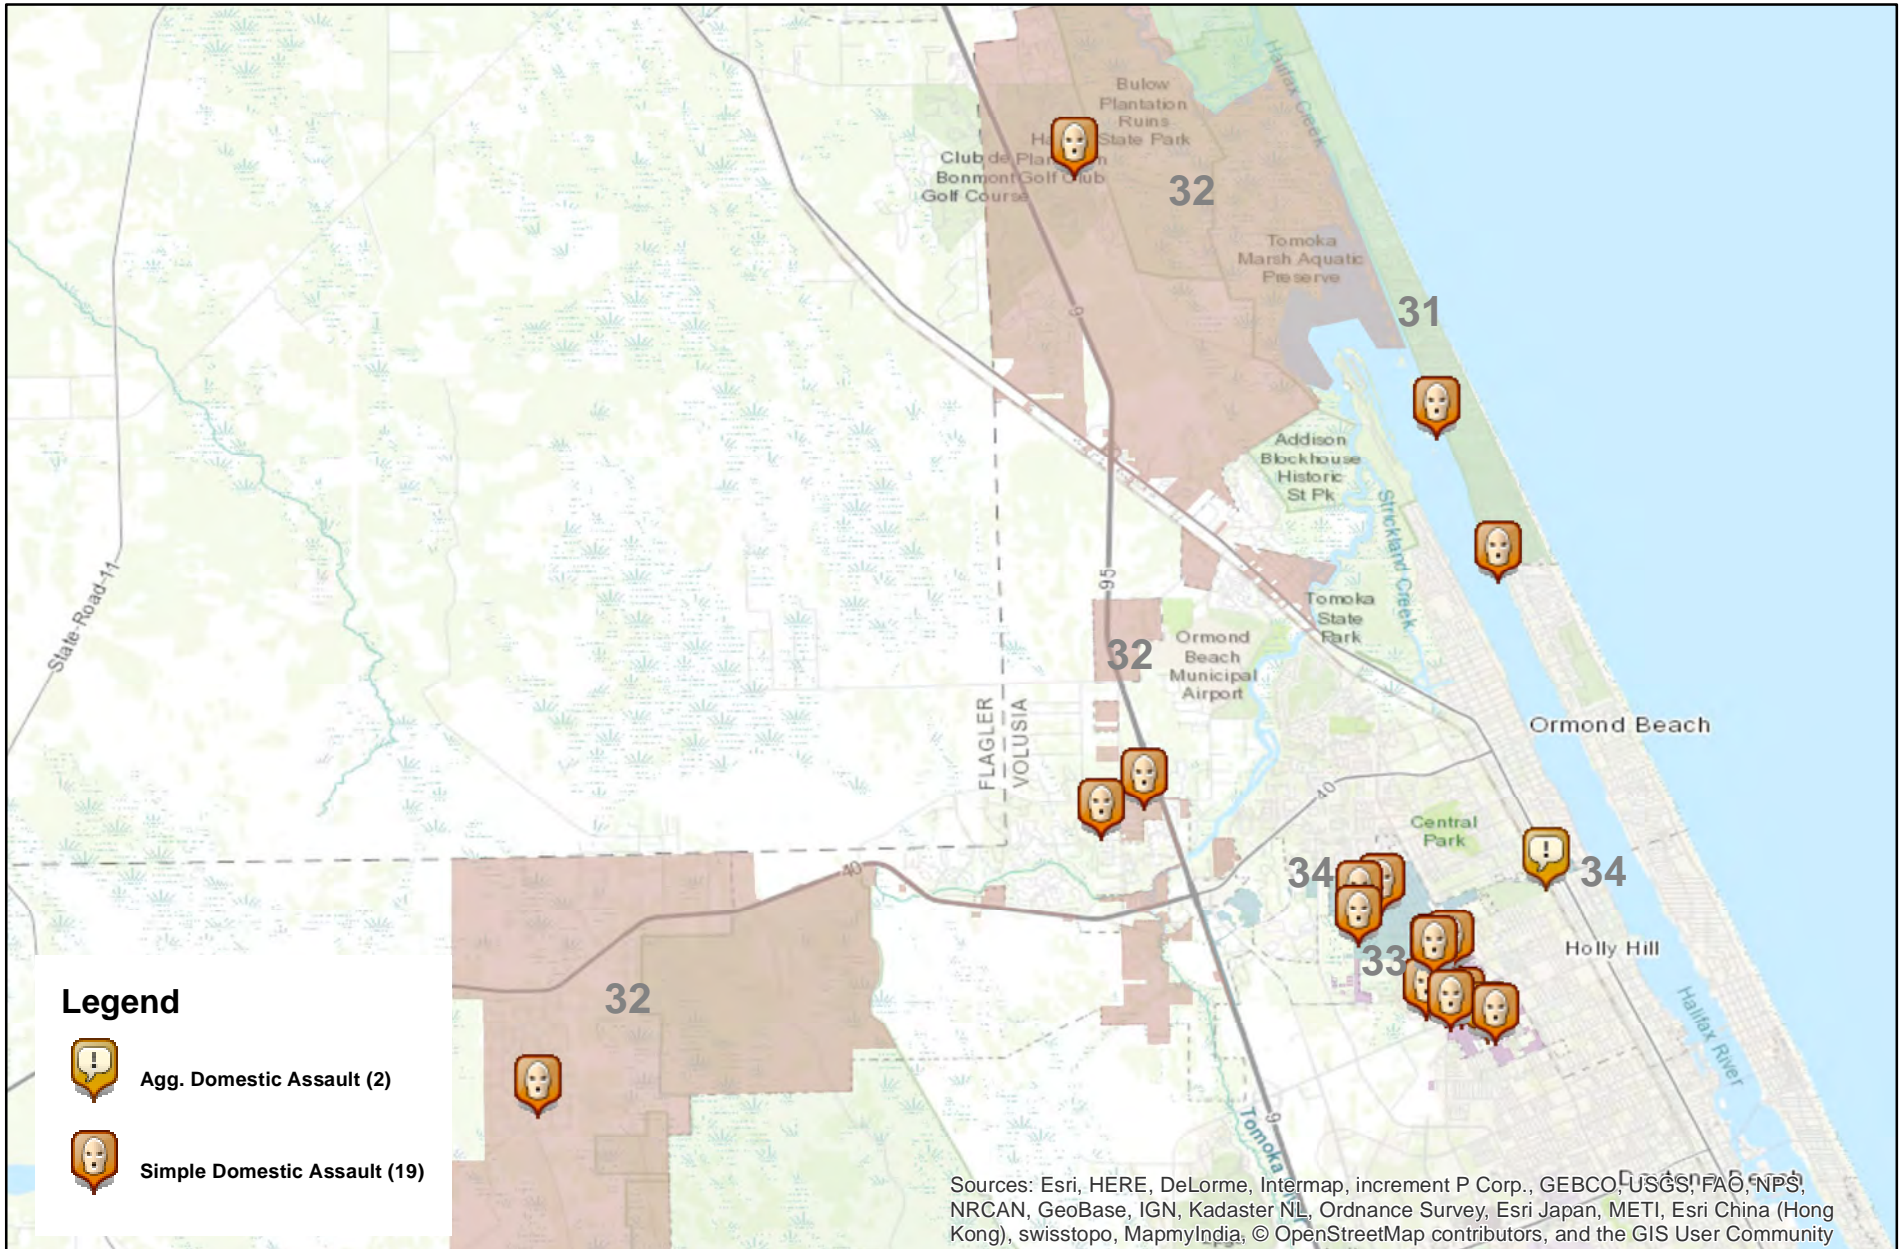 Halifax Creek
Bulow
Plantation
Ruins
State Park
Club de
Bonmont Golf Club
Golf Course
32
Tomoka
Marsh Aquatic
Preserve
31
9
Addison
Blockhouse
Historic
St Pk
Strickland Creek
State Road 11
95
Tomoka
State
Park
32
Ormond
Beach
Municipal
Airport
FLAGLER
VOLUSIA
Ormond Beach
40
Central
Park
40
34
34
33
Holly Hill
32
Halifax River
9
Tomoka
Daytona Beach
Legend
Agg. Domestic Assault (2)
Simple Domestic Assault (19)
Sources: Esri, HERE, DeLorme, Intermap, increment P Corp., GEBCO, USGS, FAO, NPS,
NRCAN, GeoBase, IGN, Kadaster NL, Ordnance Survey, Esri Japan, METI, Esri China (Hong
Kong), swisstopo, MapmyIndia, © OpenStreetMap contributors, and the GIS User Community